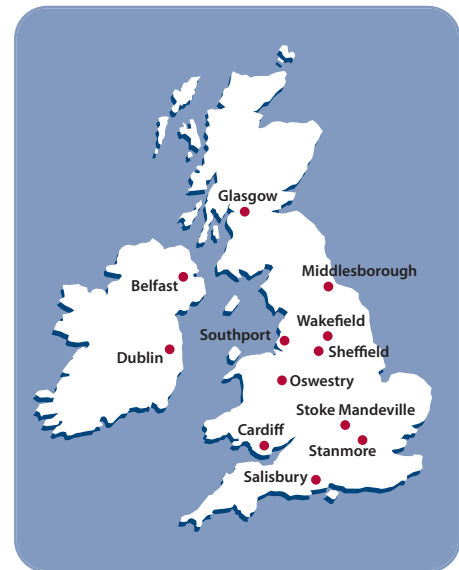 Glasgow
Middlesborough
Belfast
Wakefield
Southport
Sheffield
Dublin
Oswestry
Stoke Mandeville
Cardiff
Stanmore
Salisbury